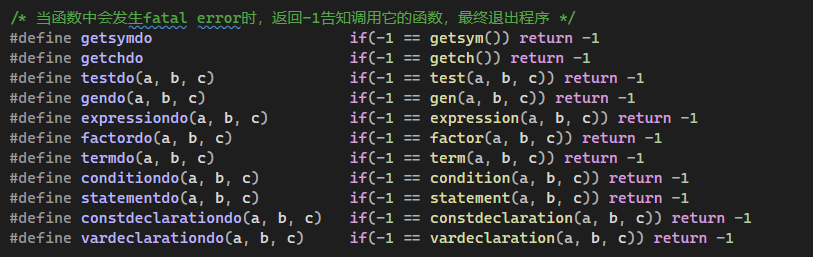 /* 当函数中会发生fatal error时，返回-1告知调用它的函数，最终退出程序 */
#define getsymdo                      if(-1 == getsym()) return -1
#define getchdo                       if(-1 == getch()) return -1
#define testdo(a, b, c)               if(-1 == test(a, b, c)) return -1
#define gendo(a, b, c)                if(-1 == gen(a, b, c)) return -1
#define expressiondo(a, b, c)         if(-1 == expression(a, b, c)) return -1
#define factordo(a, b, c)             if(-1 == factor(a, b, c)) return -1
#define termdo(a, b, c)               if(-1 == term(a, b, c)) return -1
#define conditiondo(a, b, c)          if(-1 == condition(a, b, c)) return -1
#define statementdo(a, b, c)          if(-1 == statement(a, b, c)) return -1
#define constdeclarationdo(a, b, c)   if(-1 == constdeclaration(a, b, c)) return -1
#define vardeclarationdo(a, b, c)     if(-1 == vardeclaration(a, b, c)) return -1